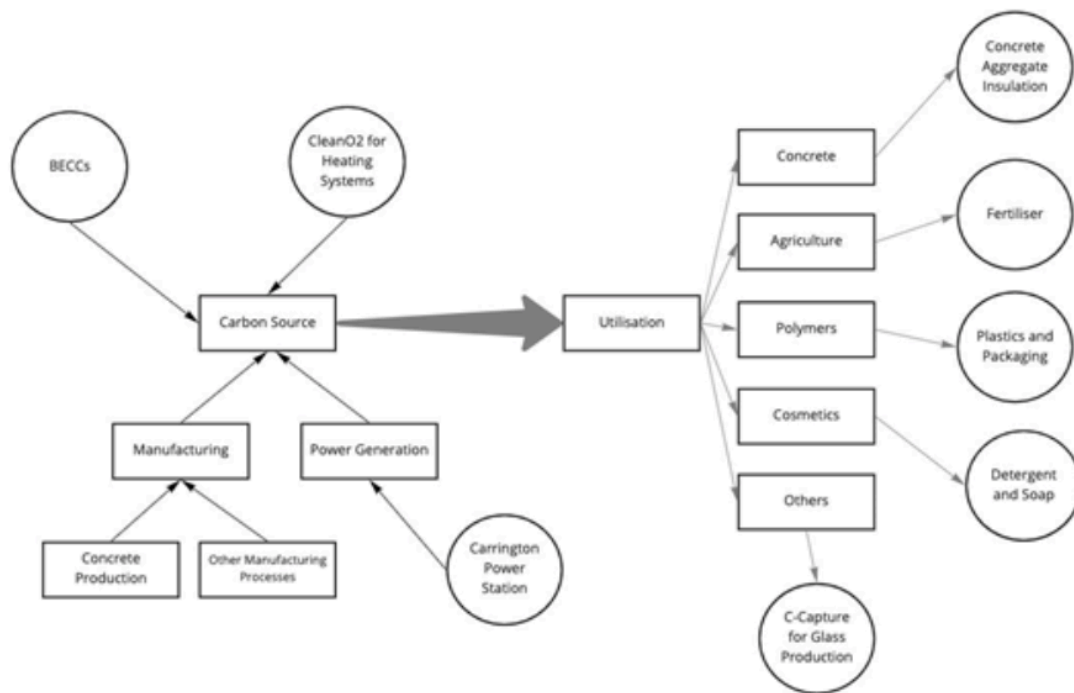 Concrete
Aggregate
Insulation
BECCs
CleanO2 for
Heating
Systems
Concrete
Agriculture
Fertiliser
Carbon Source
Utilisation
Polymers
Plastics and
Packaging
Manufacturing
Power Generation
Cosmetics
Detergent
and Soap
Others
Concrete
Production
Other Manufacturing
Processes
Carrington
Power
Station
C-Capture
for Glass
Production